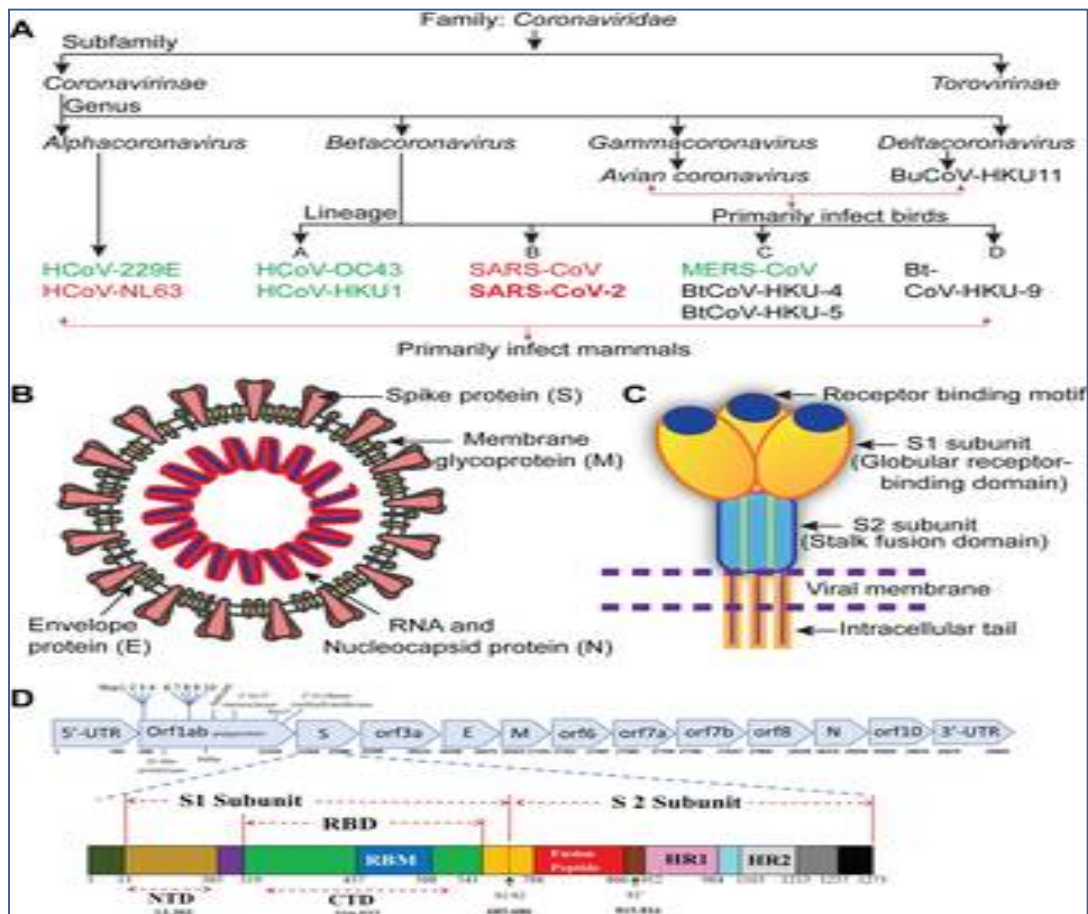 A
Family: Coronaviridae
Subfamily
Coronavirinae
Torovirinae
Genus
Alphacoronavirus
Betacoronavirus
Gammacoronavirus
Deltacoronavirus
Avian coronavirus
BuCoV-HKU11
Lineage
Primarily infect birds
A
B
C
D
HCoV-229E
HCoV-OC43
SARS-CoV
MERS-CoV
Bt-
HCoV-NL63
HCoV-HKU1
SARS-CoV-2
BtCoV-HKU-4
CoV-HKU-9
BtCoV-HKU-5
Primarily infect mammals
B
Spike protein (S)
Membrane
glycoprotein (M)
Envelope
protein (E)
RNA and
Nucleocapsid protein (N)
C
Receptor binding motif
S1 subunit
(Globular receptor-
binding domain)
S2 subunit
(Stalk fusion domain)
Viral membrane
Intracellular tail
D
5'-UTR
Orf1ab
S
orf3a
E
M
orf6
orf7a
orf7b
orf8
N
orf10
3'-UTR
S1 Subunit
S 2 Subunit
RBD
RBM
Fusion
Peptide
HR1
HR2
NTD
CTD